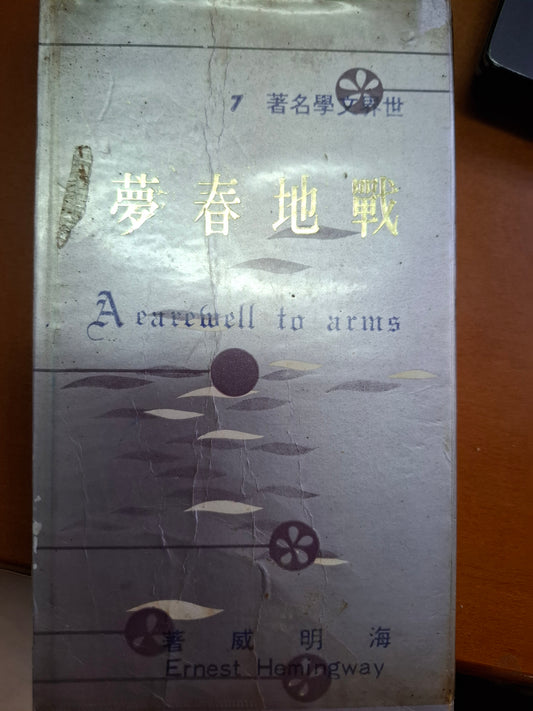 世界文學名著 7
戰地春夢
A earewell to arms
海明威 著
Ernest Hemingway